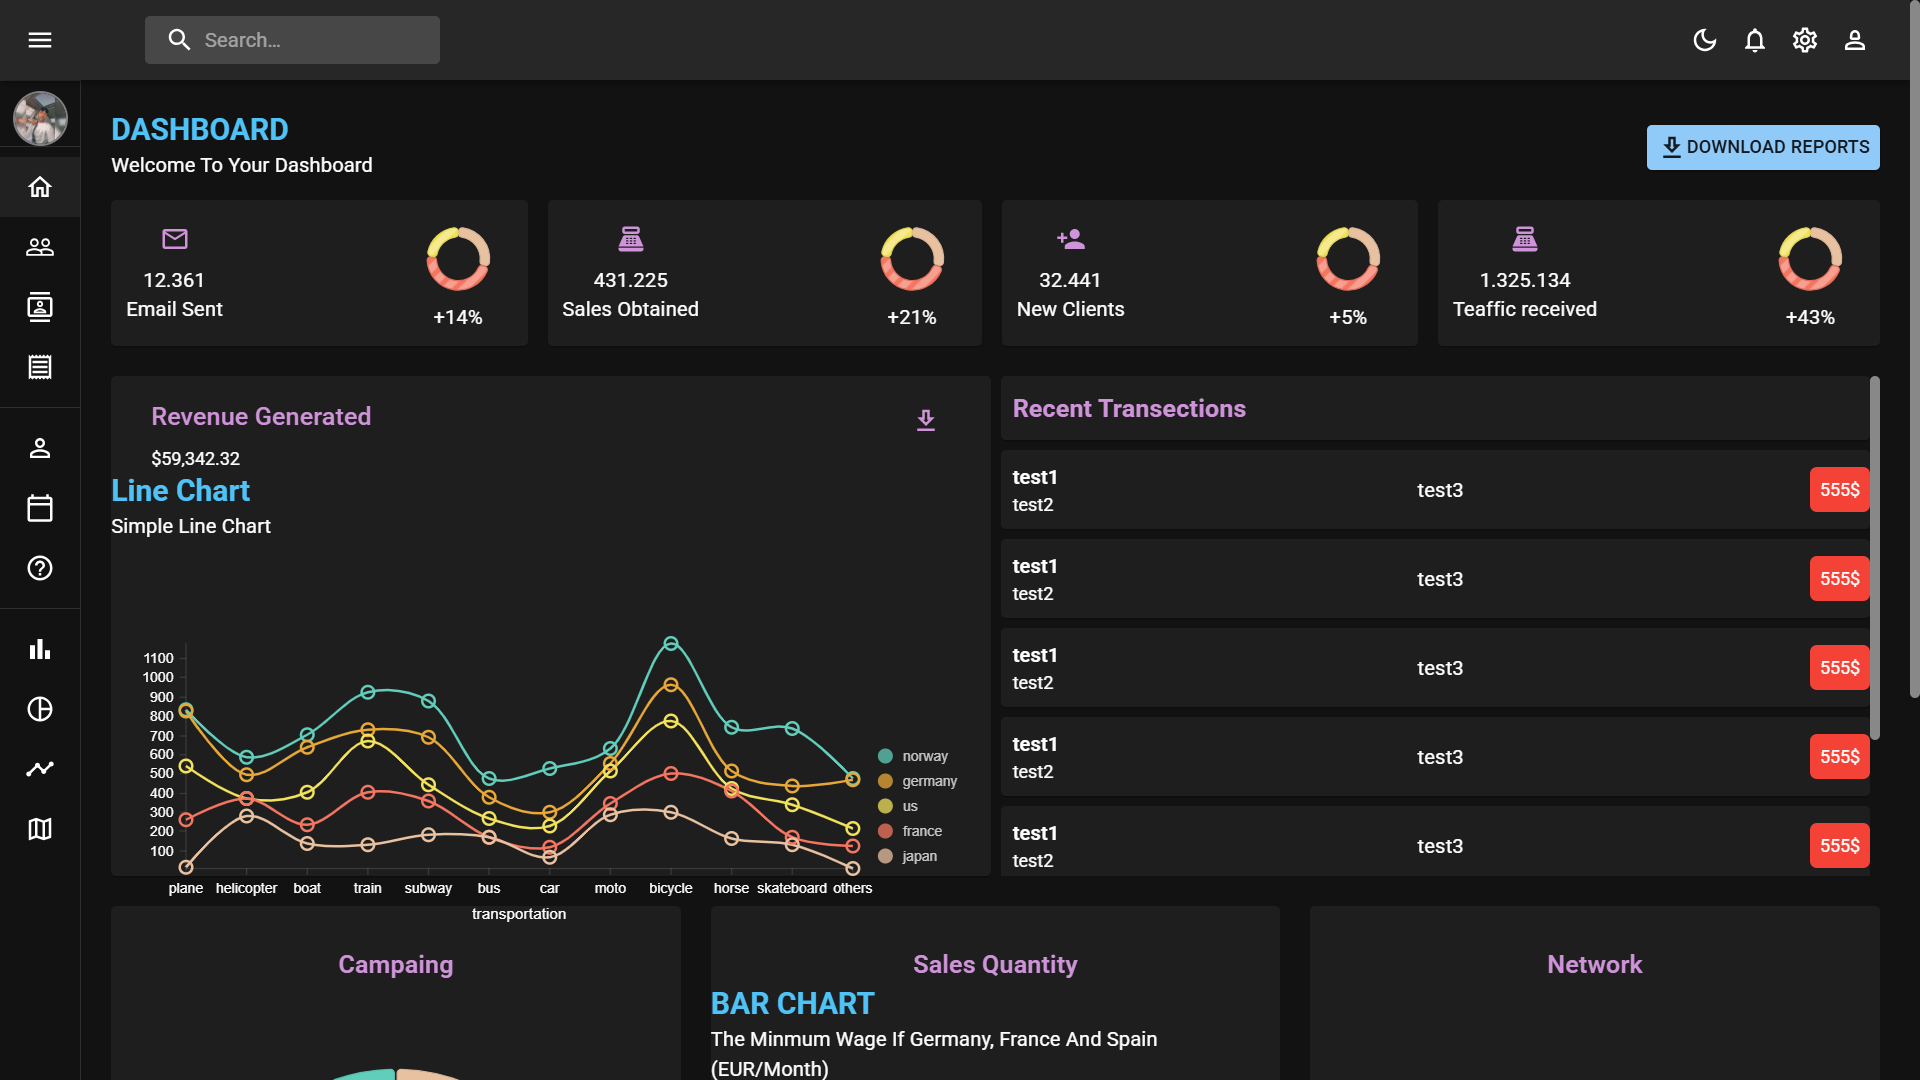 Search...
DASHBOARD
Welcome To Your Dashboard
DOWNLOAD REPORTS
12.361
Email Sent
+14%
431.225
Sales Obtained
+21%
32.441
New Clients
+5%
1.325.134
Teaffic received
+43%
Revenue Generated
$59,342.32
Line Chart
Simple Line Chart
1100
1000
900
800
700
600
500
400
300
200
100
plane helicopter boat train subway bus car moto bicycle horse skateboard others
transportation
norway
germany
us
france
japan
Recent Transections
test1
test2
test3
555$
test1
test2
test3
555$
test1
test2
test3
555$
test1
test2
test3
555$
test1
test2
test3
555$
Campaing
Sales Quantity
BAR CHART
The Minmum Wage If Germany, France And Spain
(EUR/Month)
Network